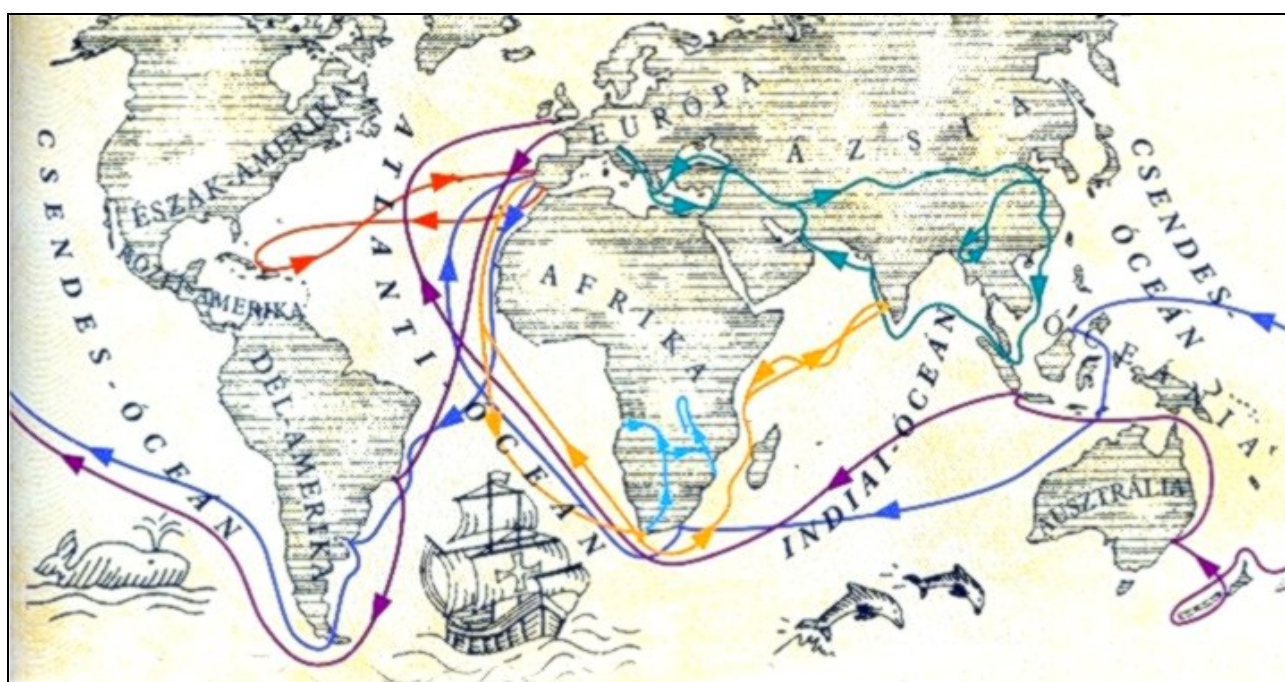 CSENDES-ÓCEÁN
ÉSZAK-AMERIKA
KÖZÉP-AMERIKA
DÉL-AMERIKA
ATLANTI-ÓCEÁN
EURÓPA
ÁZSIA
AFRIKA
INDIAI-ÓCEÁN
CSENDES-
ÓCEÁN
ÓCEÁNIA
AUSZTRÁLIA